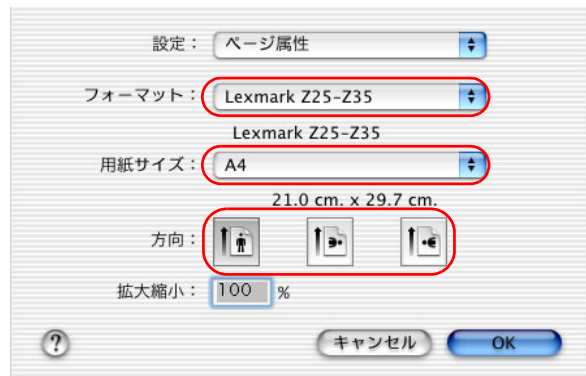 設定： ページ属性
フォーマット： Lexmark Z25-Z35
Lexmark Z25-Z35
用紙サイズ： A4
21.0 cm. x 29.7 cm.
方向：
拡大縮小： 100 %
? キャンセル OK